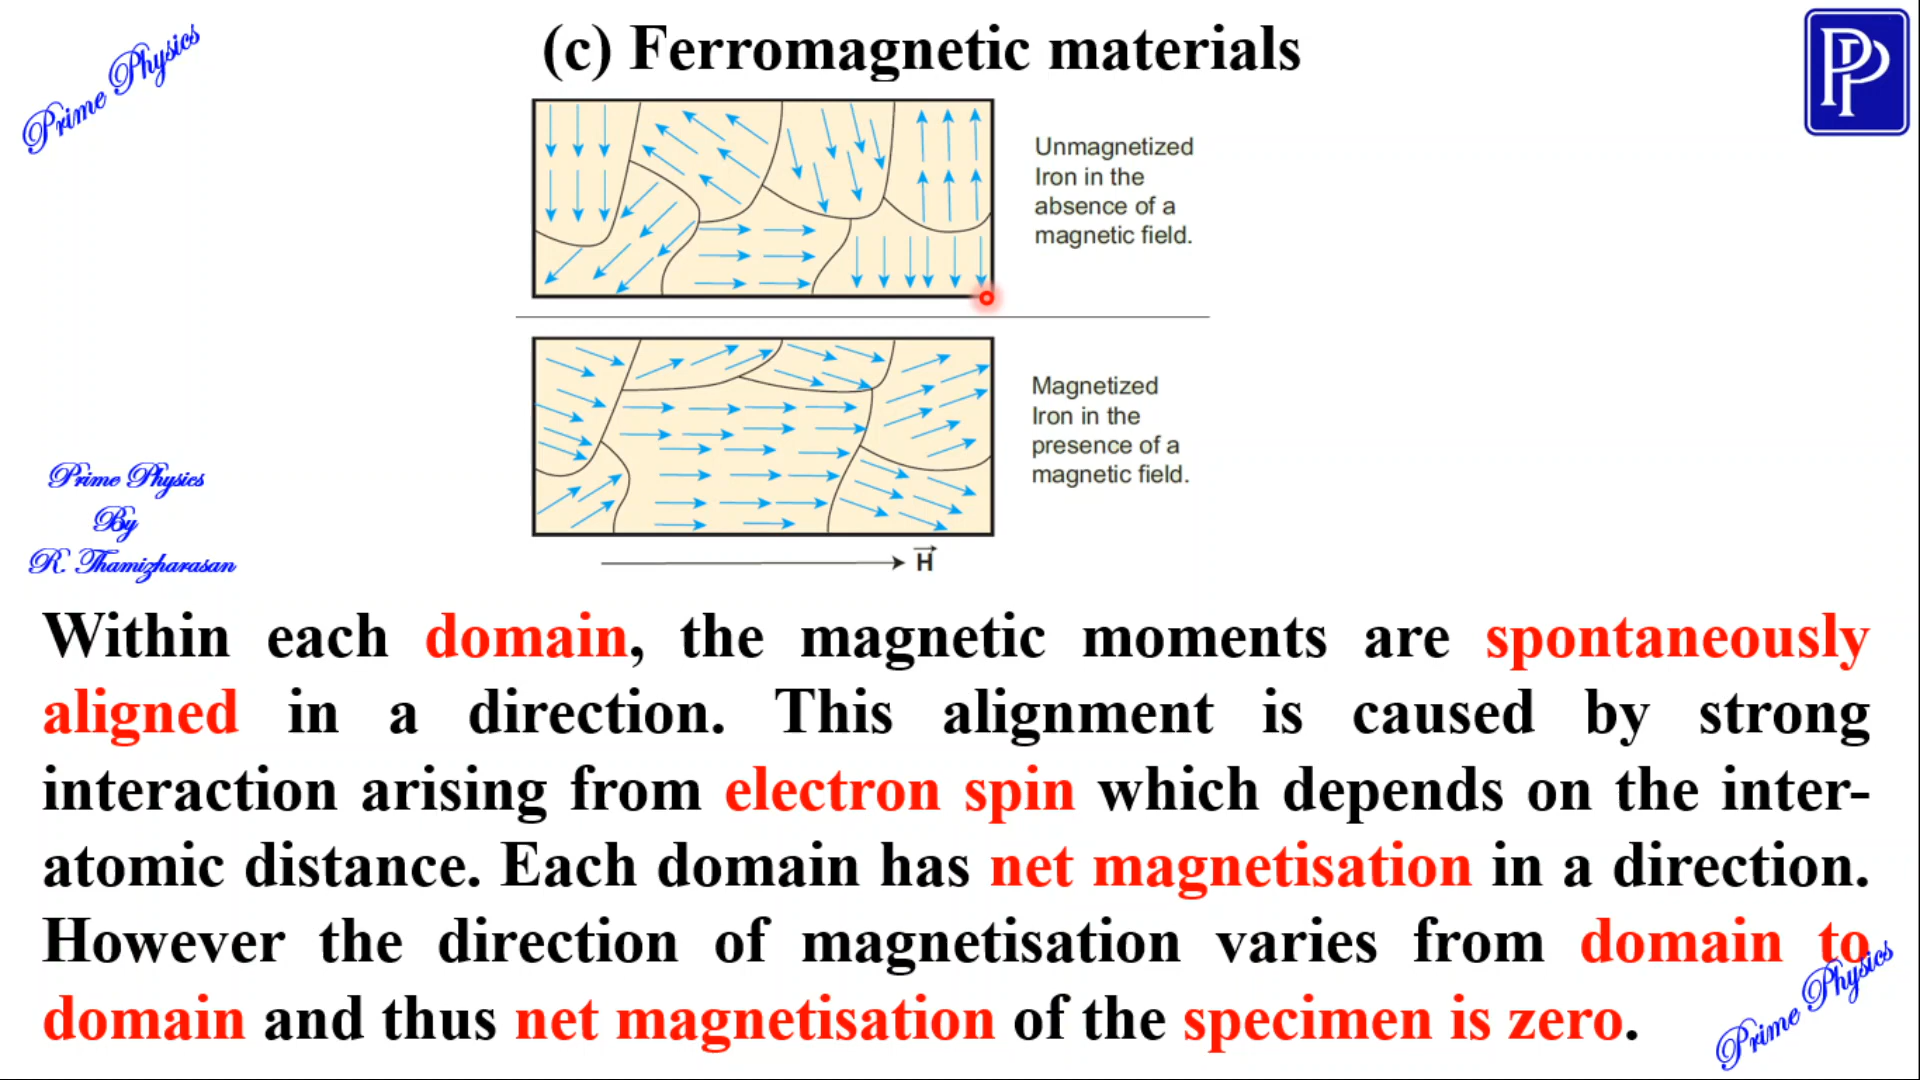 Prime Physics
(c) Ferromagnetic materials
PP
Unmagnetized
Iron in the
absence of a
magnetic field.
Magnetized
Iron in the
presence of a
magnetic field.
H
Prime Physics
By
R. Thamizharasan
Within each domain, the magnetic moments are spontaneously
aligned in a direction. This alignment is caused by strong
interaction arising from electron spin which depends on the inter-
atomic distance. Each domain has net magnetisation in a direction.
However the direction of magnetisation varies from domain to
domain and thus net magnetisation of the specimen is zero.
Prime Physics